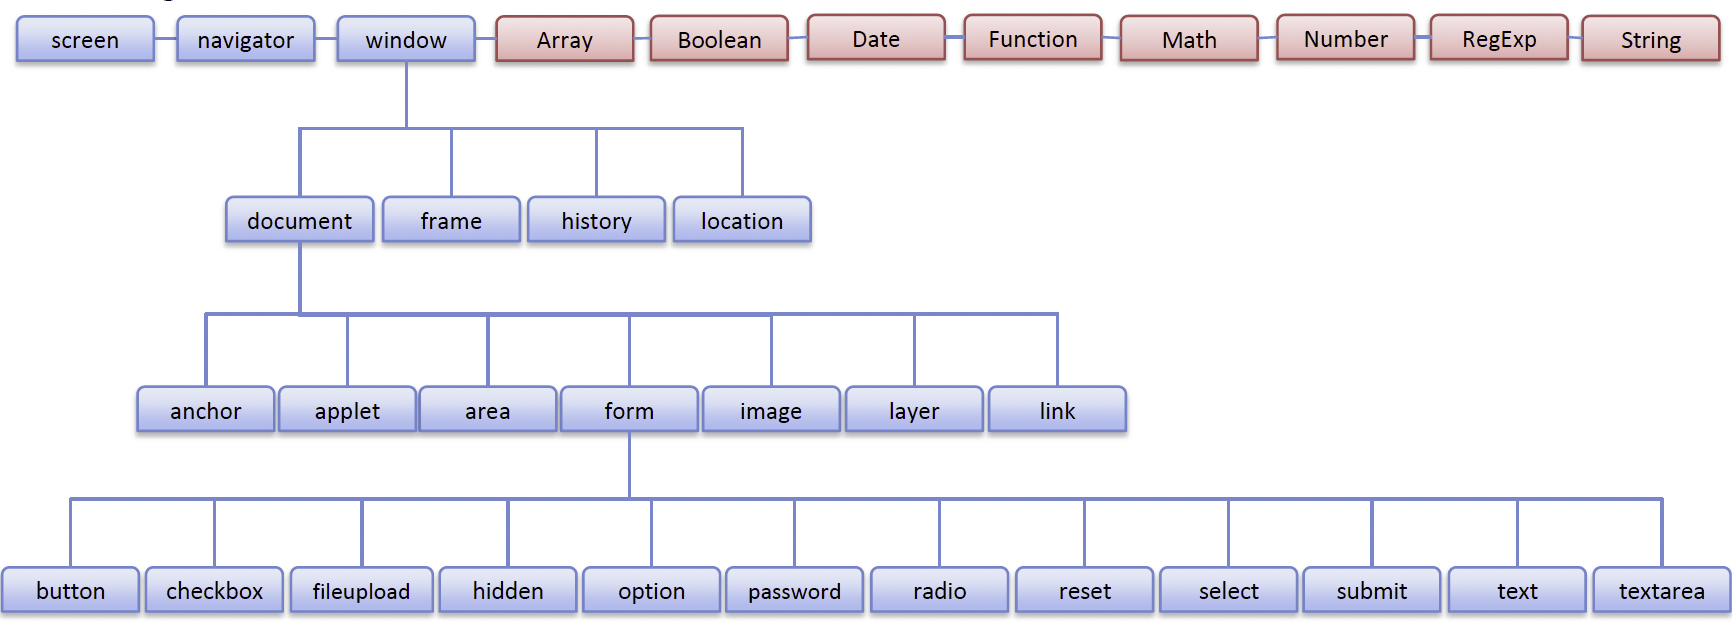 screen navigator window Array Boolean Date Function Math Number RegExp String
document frame history location
anchor applet area form image layer link
button checkbox fileupload hidden option password radio reset select submit text textarea